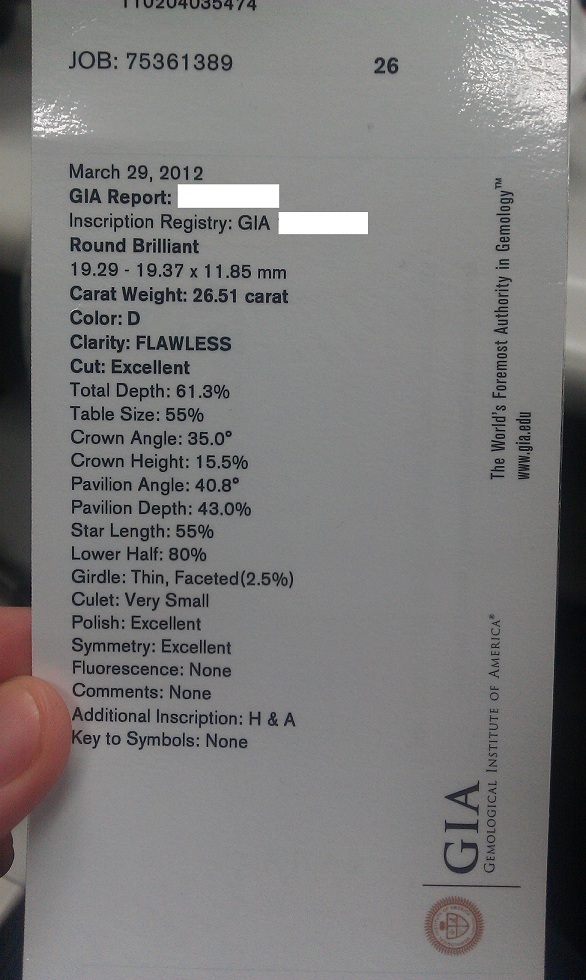 110204035474
JOB: 75361389 26
March 29, 2012
GIA Report:
Inscription Registry: GIA
Round Brilliant
19.29 - 19.37 x 11.85 mm
Carat Weight: 26.51 carat
Color: D
Clarity: FLAWLESS
Cut: Excellent
Total Depth: 61.3%
Table Size: 55%
Crown Angle: 35.0°
Crown Height: 15.5%
Pavilion Angle: 40.8°
Pavilion Depth: 43.0%
Star Length: 55%
Lower Half: 80%
Girdle: Thin, Faceted(2.5%)
Culet: Very Small
Polish: Excellent
Symmetry: Excellent
Fluorescence: None
Comments: None
Additional Inscription: H & A
Key to Symbols: None
The World's Foremost Authority in Gemology™
www.gia.edu
GIA
GEMOLOGICAL INSTITUTE OF AMERICA®